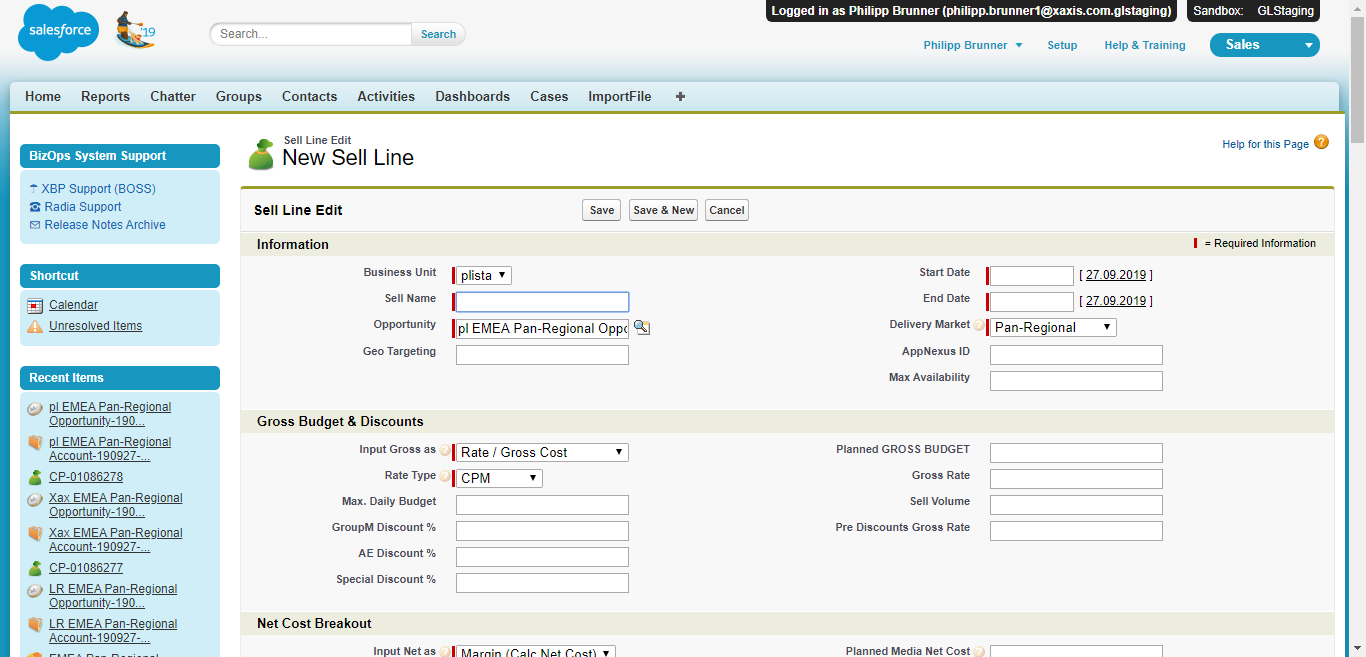 Logged in as Philipp Brunner (philipp.brunner1@xaxis.com.glstaging)
Sandbox: GLStaging
salesforce
'19
Search...
Search
Philipp Brunner
Setup
Help & Training
Sales
Home Reports Chatter Groups Contacts Activities Dashboards Cases ImportFile +
BizOps System Support
XBP Support (BOSS)
Radia Support
Release Notes Archive
Shortcut
Calendar
Unresolved Items
Recent Items
pl EMEA Pan-Regional
Opportunity-190...
pl EMEA Pan-Regional
Account-190927-...
CP-01086278
Xax EMEA Pan-Regional
Opportunity-190...
Xax EMEA Pan-Regional
Account-190927-...
CP-01086277
LR EMEA Pan-Regional
Opportunity-190...
LR EMEA Pan-Regional
Account-190927-...
EMEA Pan-Regional
Sell Line Edit
New Sell Line
Help for this Page
Sell Line Edit
Save
Save & New
Cancel
Information
= Required Information
Business Unit plista
Start Date [ 27.09.2019 ]
Sell Name
End Date [ 27.09.2019 ]
Opportunity pl EMEA Pan-Regional Oppo
Delivery Market Pan-Regional
Geo Targeting
AppNexus ID
Max Availability
Gross Budget & Discounts
Input Gross as Rate / Gross Cost
Planned GROSS BUDGET
Rate Type CPM
Gross Rate
Max. Daily Budget
Sell Volume
GroupM Discount %
Pre Discounts Gross Rate
AE Discount %
Special Discount %
Net Cost Breakout
Input Net as Margin (Calc Net Cost)
Planned Media Net Cost